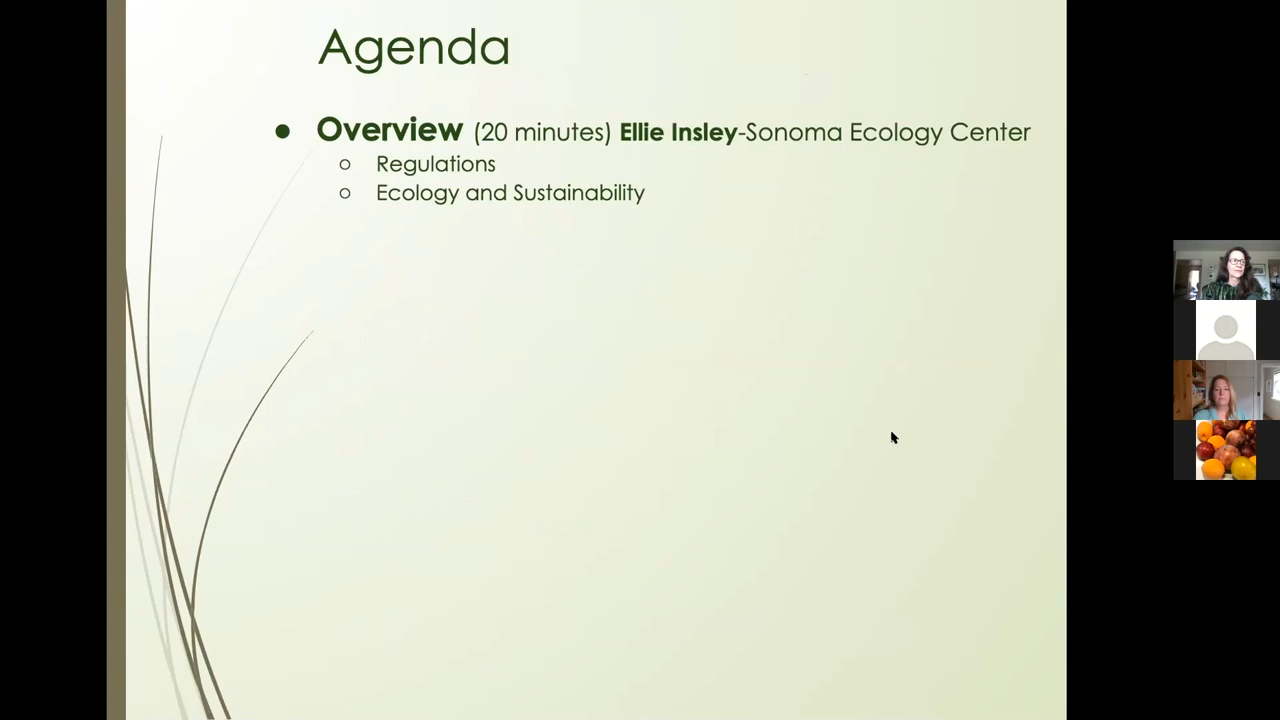 Agenda
● Overview (20 minutes) Ellie Insley-Sonoma Ecology Center
○ Regulations
○ Ecology and Sustainability